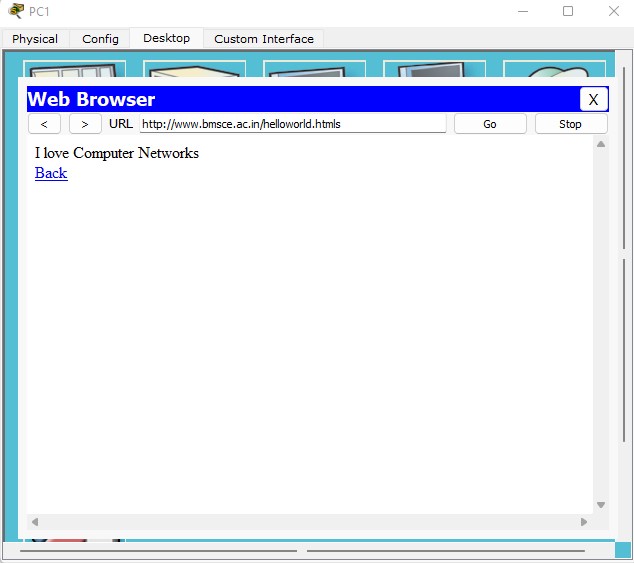 PC1
Physical Config Desktop Custom Interface
Web Browser X
< > URL http://www.bmsce.ac.in/helloworld.htmls Go Stop
I love Computer Networks
Back